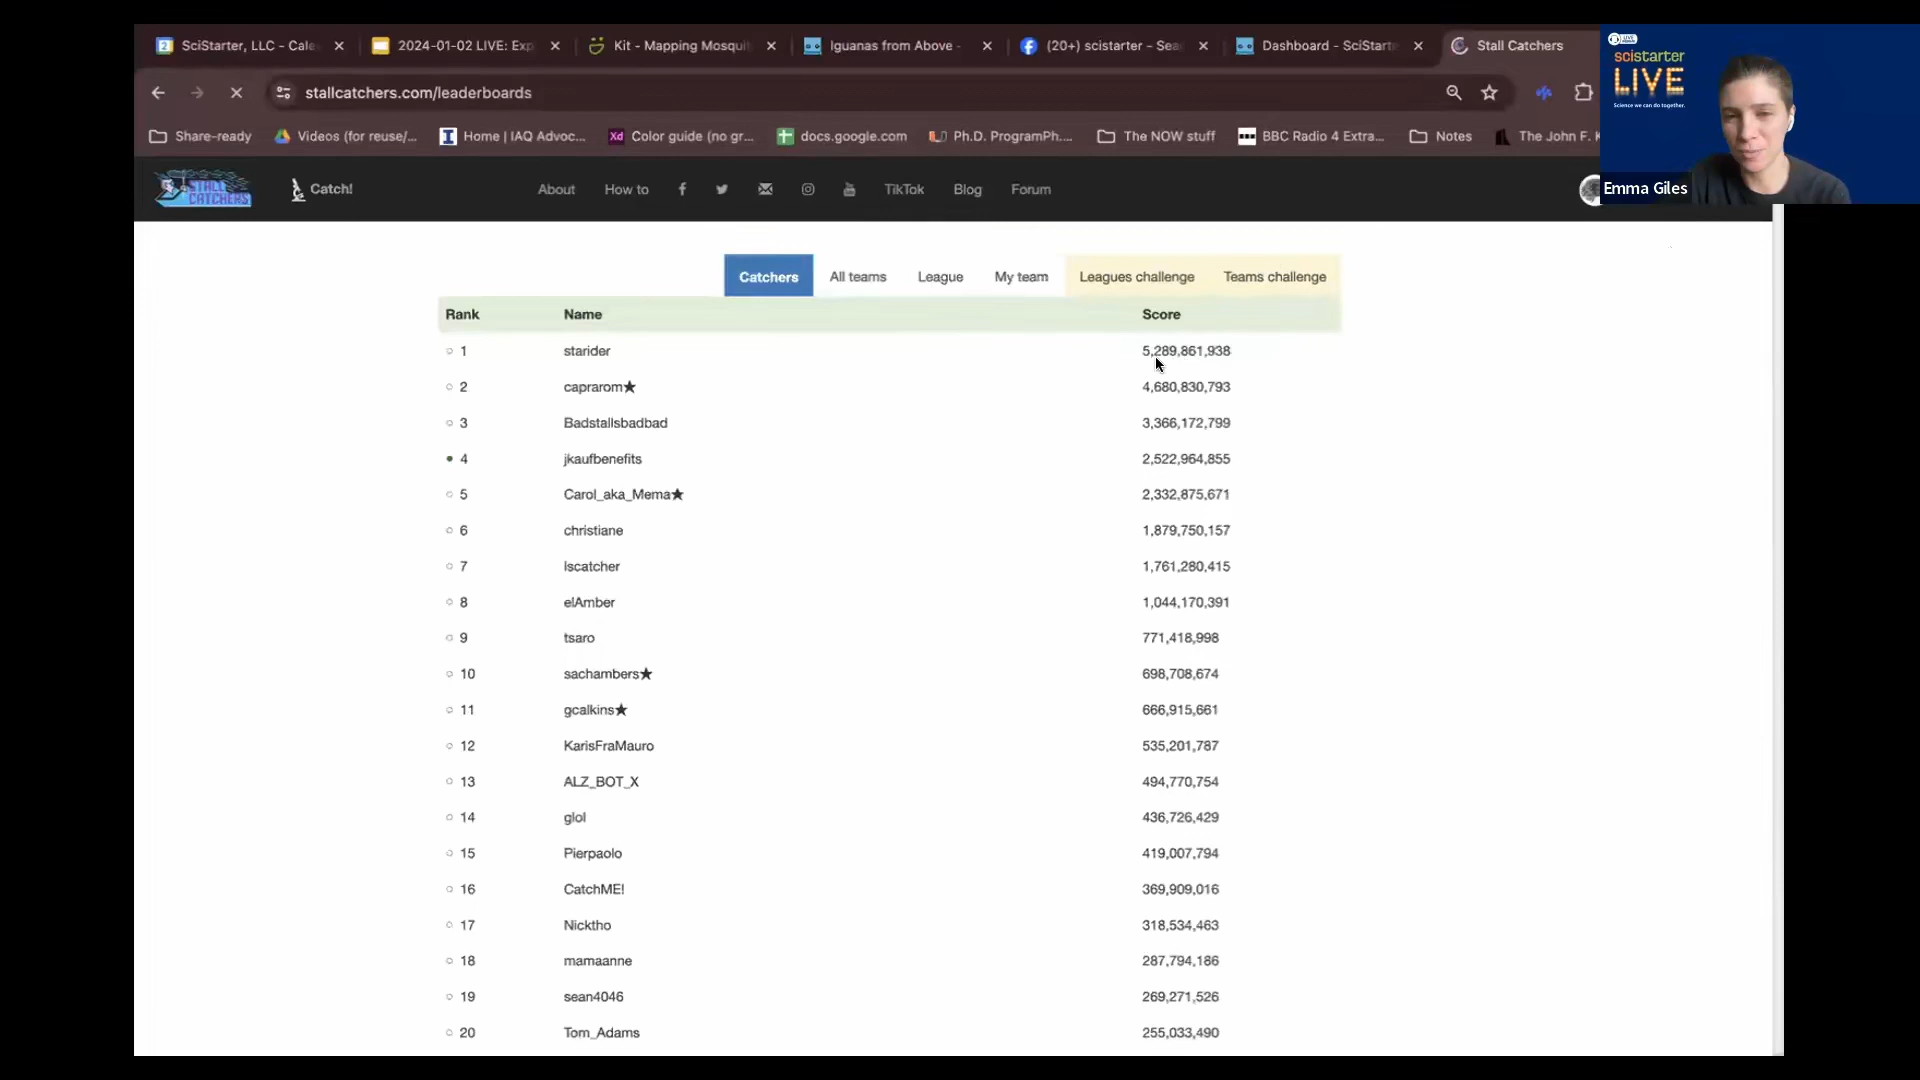 SciStarter, LLC - Cale
2024-01-02 LIVE: Exp
Kit - Mapping Mosquit
Iguanas from Above -
(20+) scistarter - Sea
Dashboard - SciStarte
Stall Catchers
stallcatchers.com/leaderboards
Share-ready
Videos (for reuse/...
Home | IAQ Advoc...
Color guide (no gr...
docs.google.com
Ph.D. ProgramPh....
The NOW stuff
BBC Radio 4 Extra...
Notes
The John F. K
scistarter
LIVE
Science we can do together.
Emma Giles
STALL CATCHERS
Catch!
About
How to
TikTok
Blog
Forum
Catchers
All teams
League
My team
Leagues challenge
Teams challenge
Rank Name Score
1 starider 5,289,861,938
2 caprarom★ 4,680,830,793
3 Badstallsbadbad 3,366,172,799
4 jkaufbenefits 2,522,964,855
5 Carol_aka_Mema★ 2,332,875,671
6 christiane 1,879,750,157
7 lscatcher 1,761,280,415
8 elAmber 1,044,170,391
9 tsaro 771,418,998
10 sachambers★ 698,708,674
11 gcalkins★ 666,915,661
12 KarisFraMauro 535,201,787
13 ALZ_BOT_X 494,770,754
14 glol 436,726,429
15 Pierpaolo 419,007,794
16 CatchME! 369,909,016
17 Nicktho 318,534,463
18 mamaanne 287,794,186
19 sean4046 269,271,526
20 Tom_Adams 255,033,490